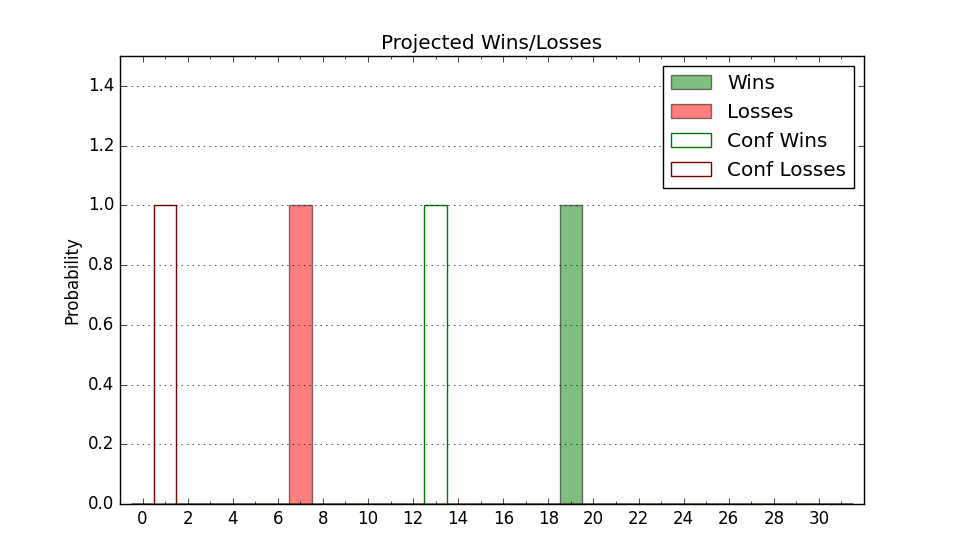 Projected Wins/Losses
1.4
1.2
1.0
0.8
0.6
0.4
0.2
0.0
Probability
Wins
Losses
Conf Wins
Conf Losses
0 2 4 6 8 10 12 14 16 18 20 22 24 26 28 30